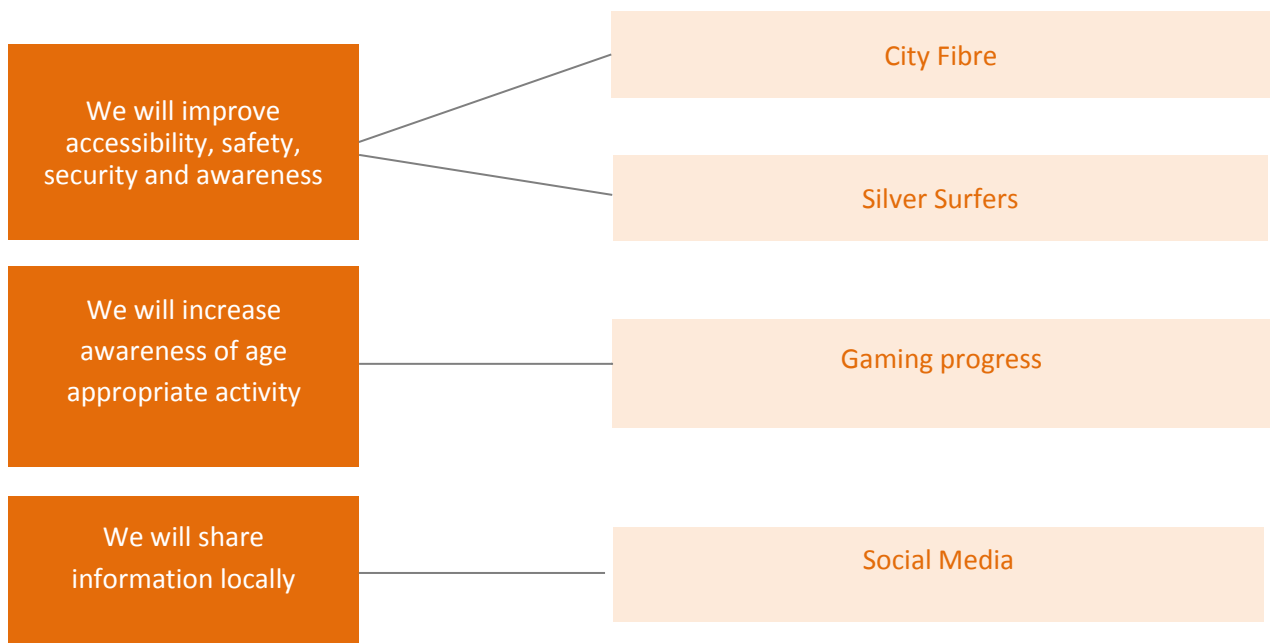 We will improve
accessibility, safety,
security and awareness
City Fibre
Silver Surfers
We will increase
awareness of age
appropriate activity
Gaming progress
We will share
information locally
Social Media